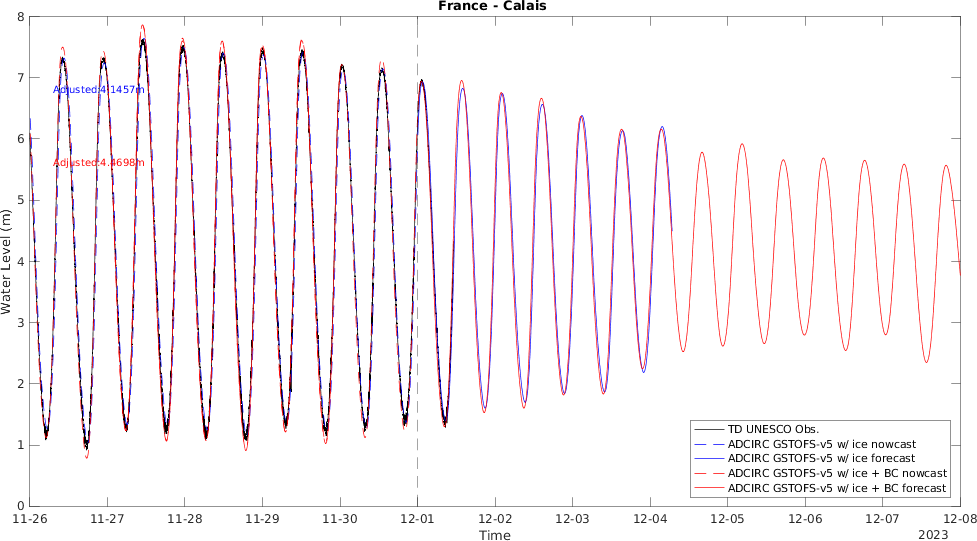 France - Calais
8
7
6
5
4
3
2
1
0
Water Level (m)
Adjusted:4.1457m
Adjusted:4.4698m
TD UNESCO Obs.
ADCIRC GSTOFS-v5 w/ ice nowcast
ADCIRC GSTOFS-v5 w/ ice forecast
ADCIRC GSTOFS-v5 w/ ice + BC nowcast
ADCIRC GSTOFS-v5 w/ ice + BC forecast
11-26 11-27 11-28 11-29 11-30 12-01 12-02 12-03 12-04 12-05 12-06 12-07 12-08
Time
2023